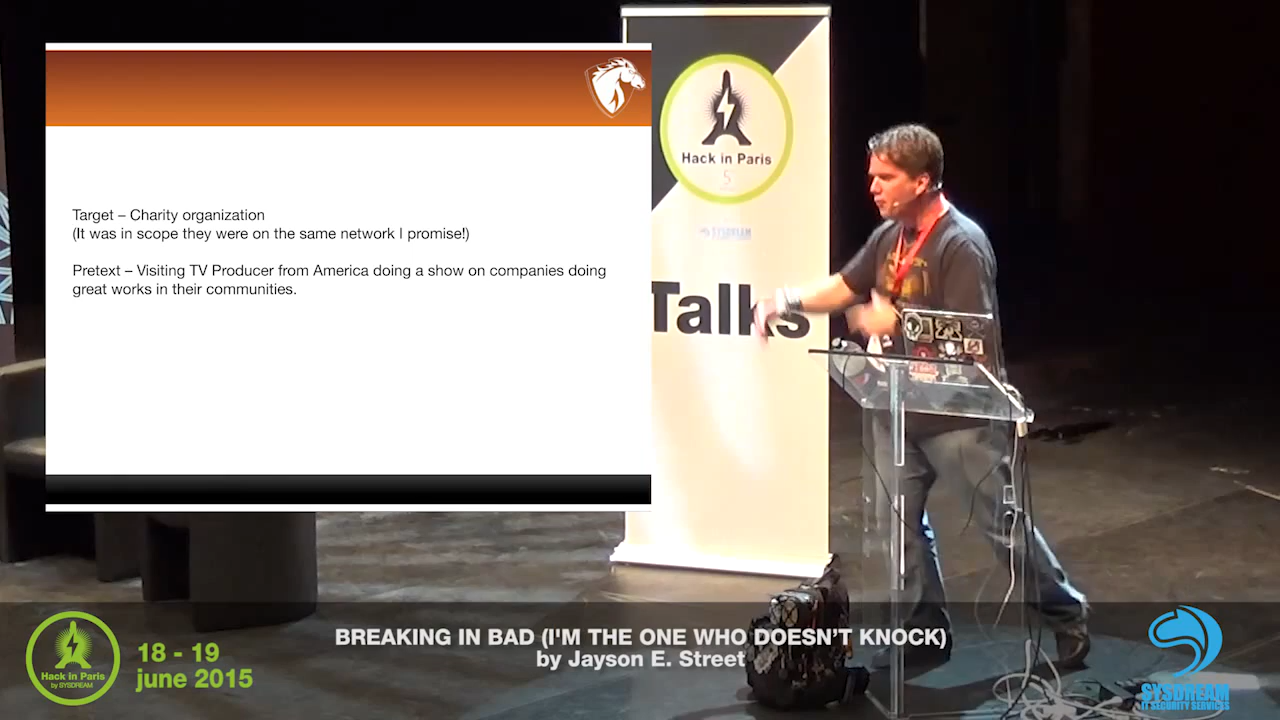 Target – Charity organization
(It was in scope they were on the same network I promise!)
Pretext – Visiting TV Producer from America doing a show on companies doing
great works in their communities.
Hack in Paris
5
SYSDREAM
Talks
Hack in Paris
by SYSDREAM
18 - 19
june 2015
BREAKING IN BAD (I'M THE ONE WHO DOESN’T KNOCK)
by Jayson E. Street
SYSDREAM
IT SECURITY SERVICES